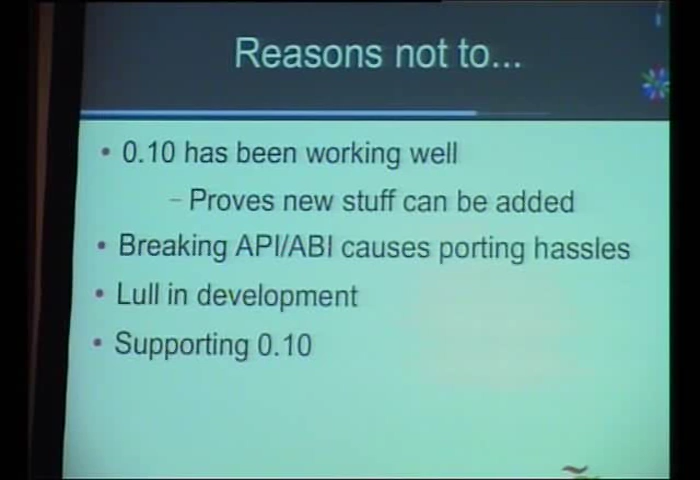 Reasons not to...
• 0.10 has been working well
– Proves new stuff can be added
• Breaking API/ABI causes porting hassles
• Lull in development
• Supporting 0.10